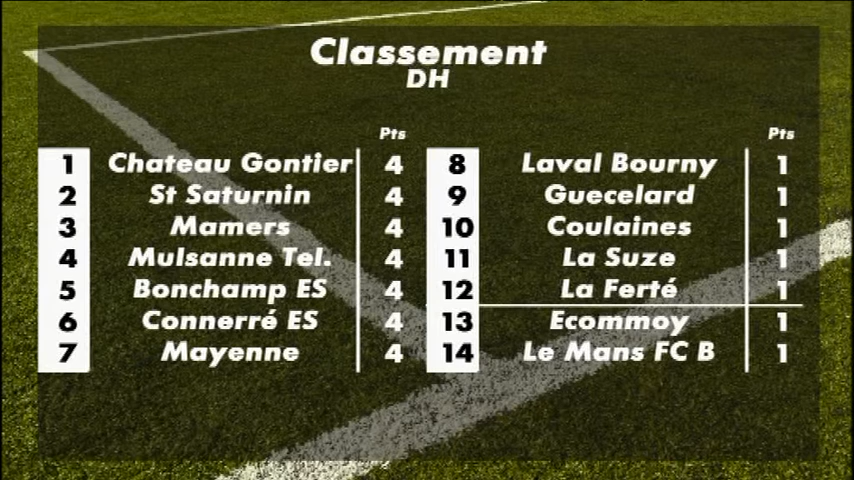 Classement
DH
Pts
1 Chateau Gontier 4
2 St Saturnin 4
3 Mamers 4
4 Mulsanne Tel. 4
5 Bonchamp ES 4
6 Connerré ES 4
7 Mayenne 4
Pts
8 Laval Bourny 1
9 Guecelard 1
10 Coulaines 1
11 La Suze 1
12 La Ferté 1
13 Ecommoy 1
14 Le Mans FC B 1